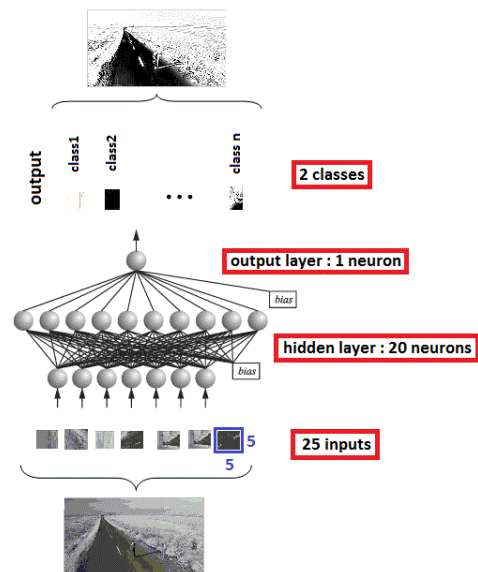 output
class1
class2
...
class n
2 classes
output layer : 1 neuron
bias
hidden layer : 20 neurons
bias
25 inputs
5
5